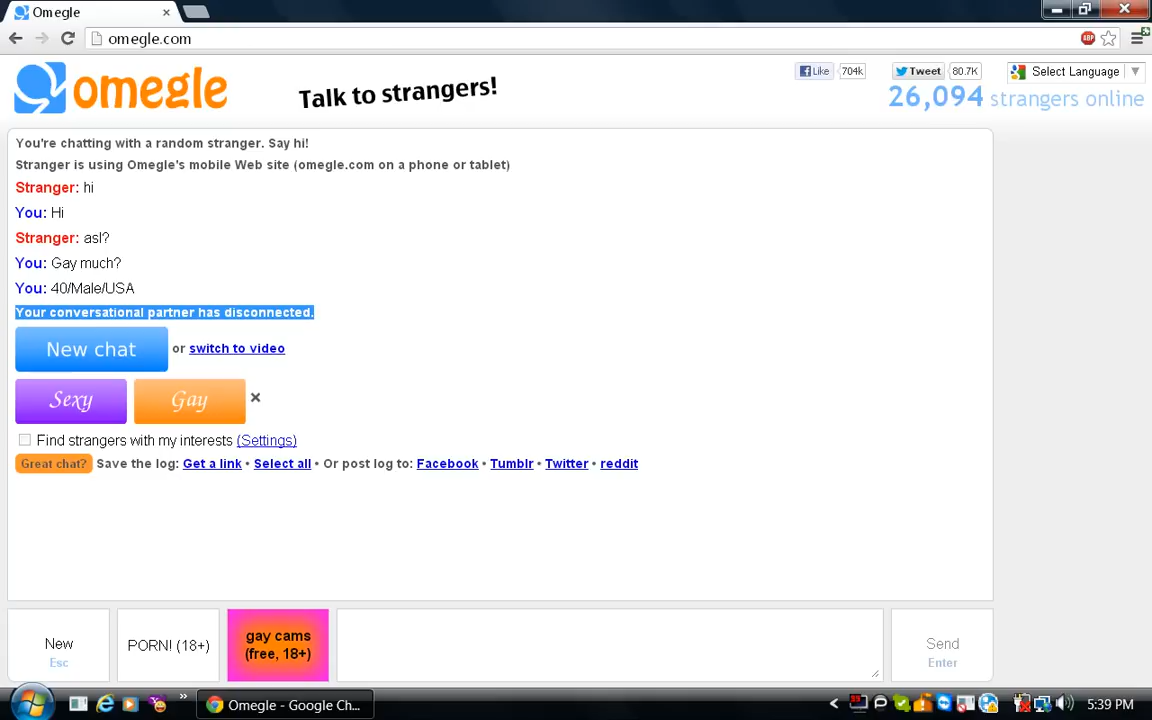 Omegle
omegle.com
ABP
omegle
Talk to strangers!
Like 704k
Tweet 80.7K
Select Language
26,094 strangers online
You're chatting with a random stranger. Say hi!
Stranger is using Omegle's mobile Web site (omegle.com on a phone or tablet)
Stranger: hi
You: Hi
Stranger: asl?
You: Gay much?
You: 40/Male/USA
Your conversational partner has disconnected.
New chat or switch to video
Sexy Gay
Find strangers with my interests (Settings)
Great chat? Save the log: Get a link • Select all • Or post log to: Facebook • Tumblr • Twitter • reddit
New
Esc
PORN! (18+)
gay cams
(free, 18+)
Send
Enter
Omegle - Google Ch...
5:39 PM